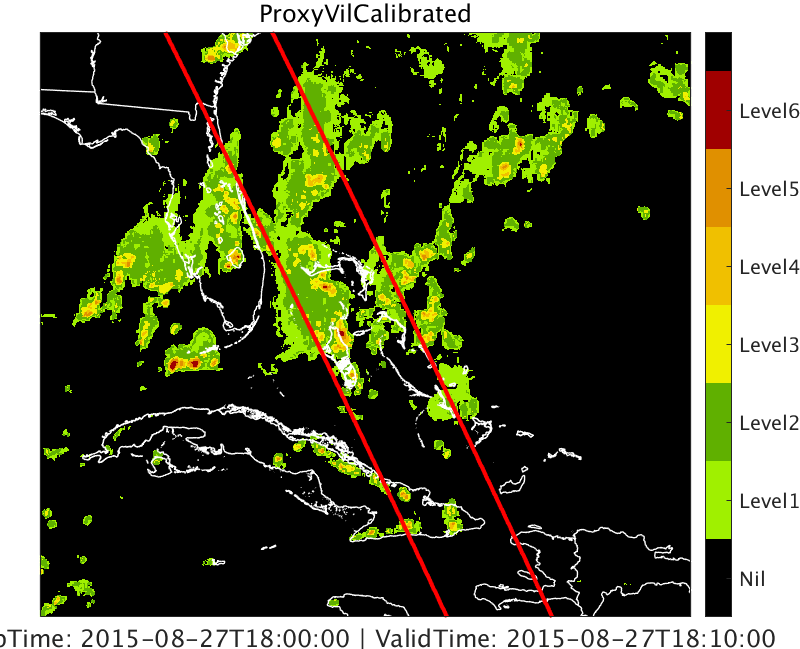 ProxyVilCalibrated
Level6
Level5
Level4
Level3
Level2
Level1
Nil
pTime: 2015-08-27T18:00:00 | ValidTime: 2015-08-27T18:10:00